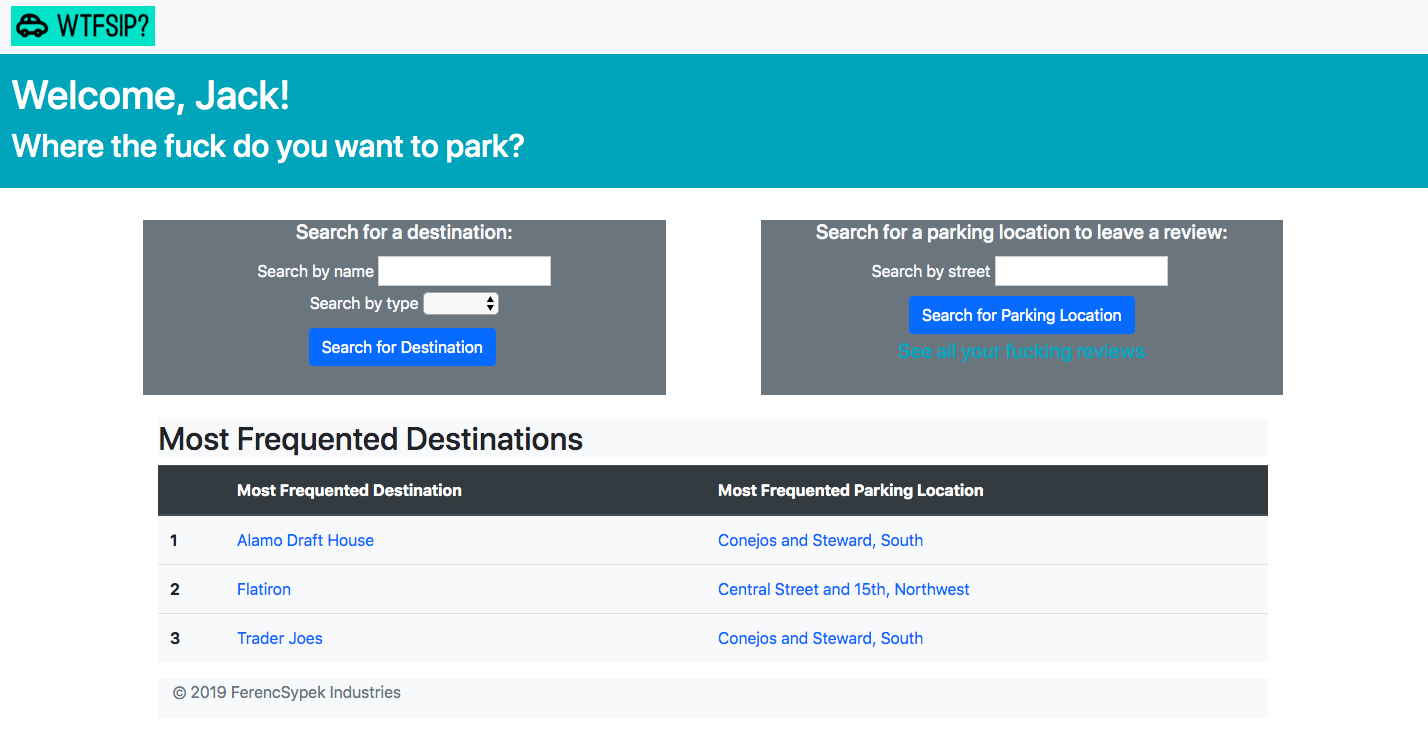 WTFSIP?
Welcome, Jack!
Where the fuck do you want to park?
Search for a destination:
Search by name
Search by type
Search for Destination
Search for a parking location to leave a review:
Search by street
Search for Parking Location
See all your fucking reviews
Most Frequented Destinations
Most Frequented Destination Most Frequented Parking Location
1 Alamo Draft House Conejos and Steward, South
2 Flatiron Central Street and 15th, Northwest
3 Trader Joes Conejos and Steward, South
© 2019 FerencSypek Industries